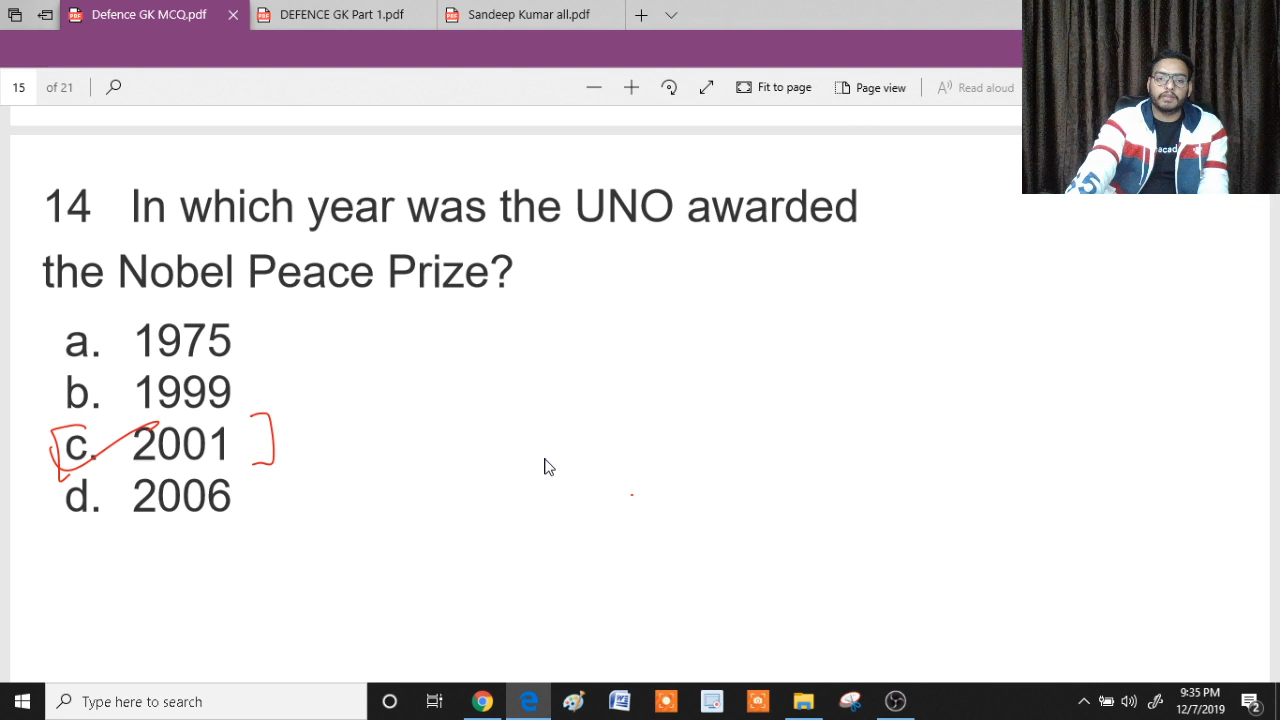 Defence GK MCQ.pdf
DEFENCE GK Part 1.pdf
Sandeep Kumar all.pdf
15 of 21
Fit to page
Page view
Read aloud
14 In which year was the UNO awarded
the Nobel Peace Prize?
a. 1975
b. 1999
c. 2001
d. 2006
Type here to search
9:35 PM
12/7/2019
2